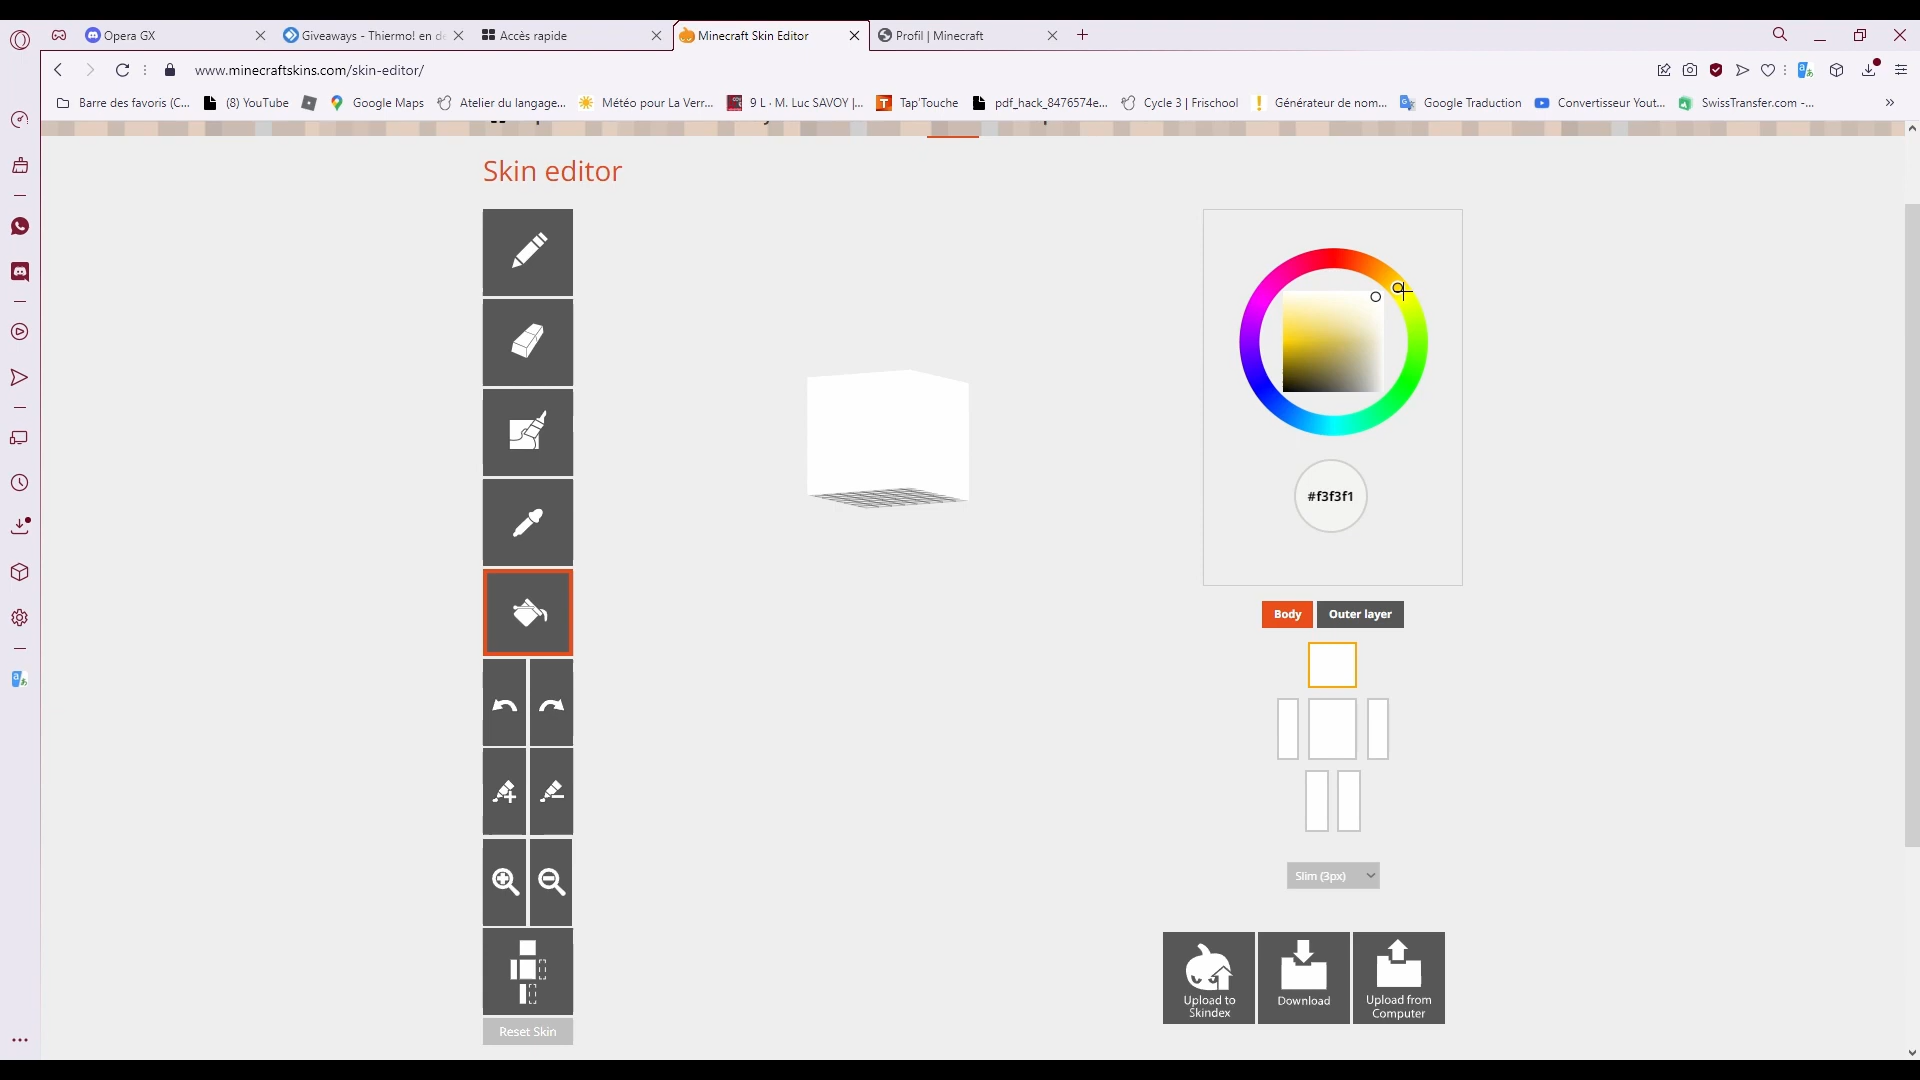 Opera GX
Giveaways - Thiermo! en de
Accès rapide
Minecraft Skin Editor
Profil | Minecraft
www.minecraftskins.com/skin-editor/
Barre des favoris (C...
(8) YouTube
Google Maps
Atelier du langage...
Météo pour La Verr...
9 L · M. Luc SAVOY |...
Tap'Touche
pdf_hack_8476574e...
Cycle 3 | Frischool
Générateur de nom...
Google Traduction
Convertisseur Yout...
SwissTransfer.com -...
Skin editor
#f3f3f1
Body
Outer layer
Slim (3px)
Upload to
Skindex
Download
Upload from
Computer
Reset Skin